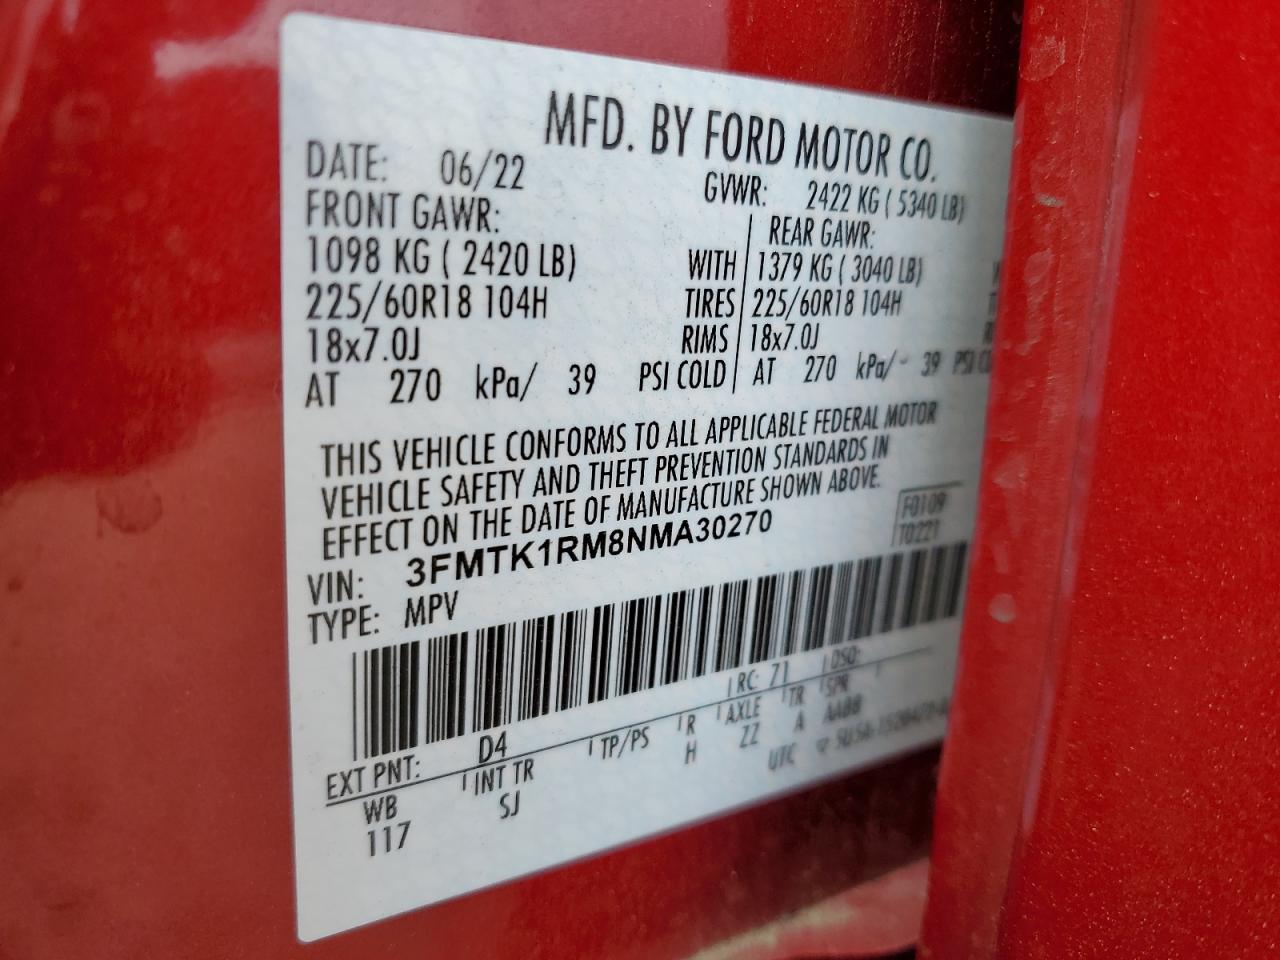 MFD. BY FORD MOTOR CO.
DATE: 06/22 GVWR: 2422 KG ( 5340 LB)
FRONT GAWR: REAR GAWR:
1098 KG ( 2420 LB) WITH 1379 KG ( 3040 LB)
225/60R18 104H TIRES 225/60R18 104H
18x7.0J RIMS 18x7.0J
AT 270 kPa/ 39 PSI COLD AT 270 kPa/ 39 PSI
THIS VEHICLE CONFORMS TO ALL APPLICABLE FEDERAL MOTOR
VEHICLE SAFETY AND THEFT PREVENTION STANDARDS IN
EFFECT ON THE DATE OF MANUFACTURE SHOWN ABOVE.
F0109
T0221
VIN: 3FMTK1RM8NMA30270
TYPE: MPV
RC: 71 DSO:
EXT PNT: D4
WB INT TR TP/PS R AXLE TR SPR
117 SJ H ZZ A AABB
UTC